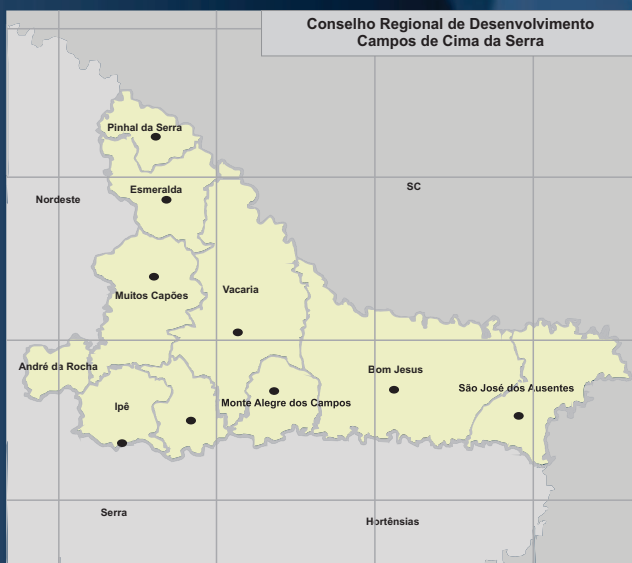 Conselho Regional de Desenvolvimento
Campos de Cima da Serra
Pinhal da Serra
Esmeralda
SC
Nordeste
Vacaria
Muitos Capões
André da Rocha
Bom Jesus
São José dos Ausentes
Monte Alegre dos Campos
Ipê
Serra
Hortênsias